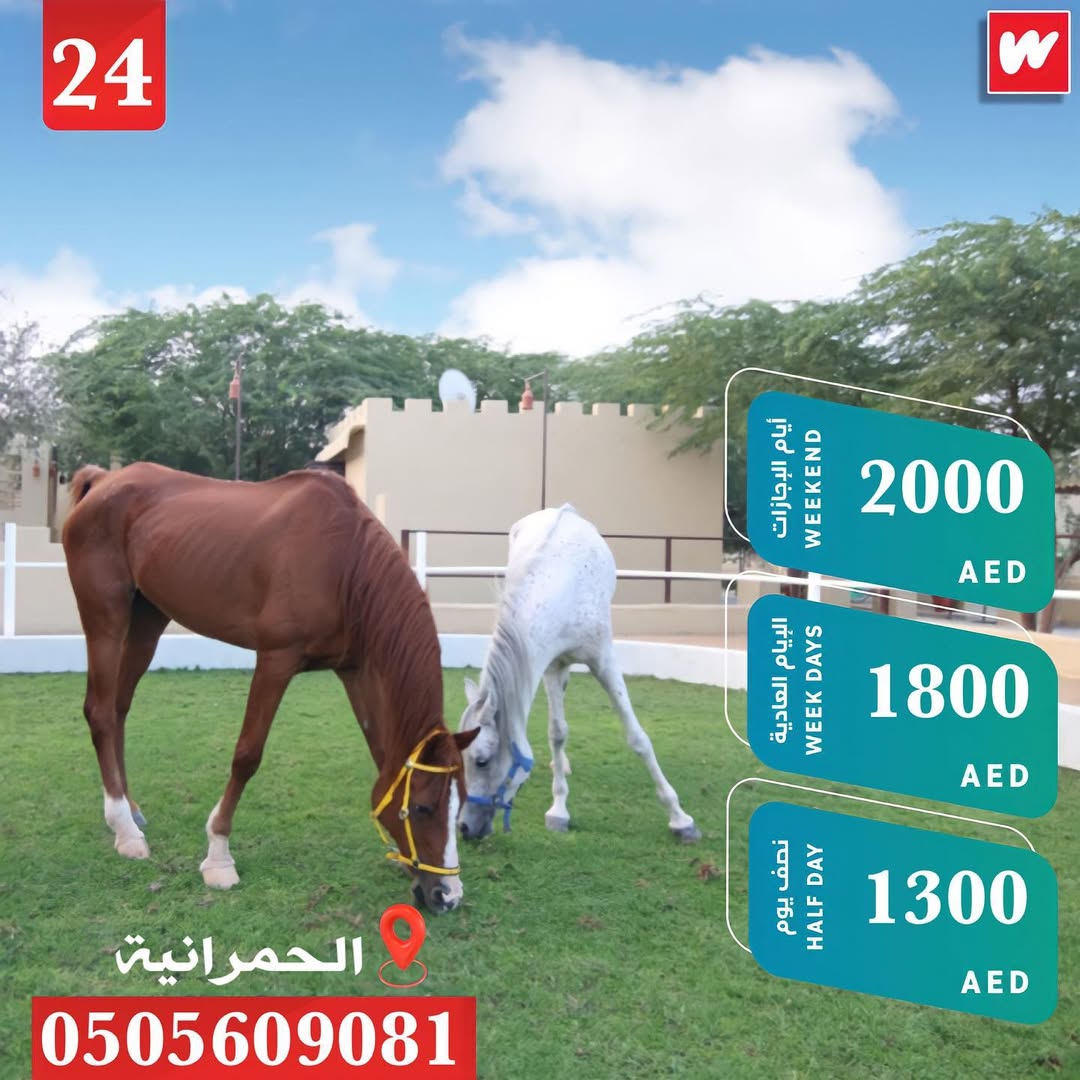 24
W
أيام الإجازات
WEEKEND
2000
AED
الأيام العادية
WEEK DAYS
1800
AED
نصف يوم
HALF DAY
1300
AED
الحمرانية
0505609081